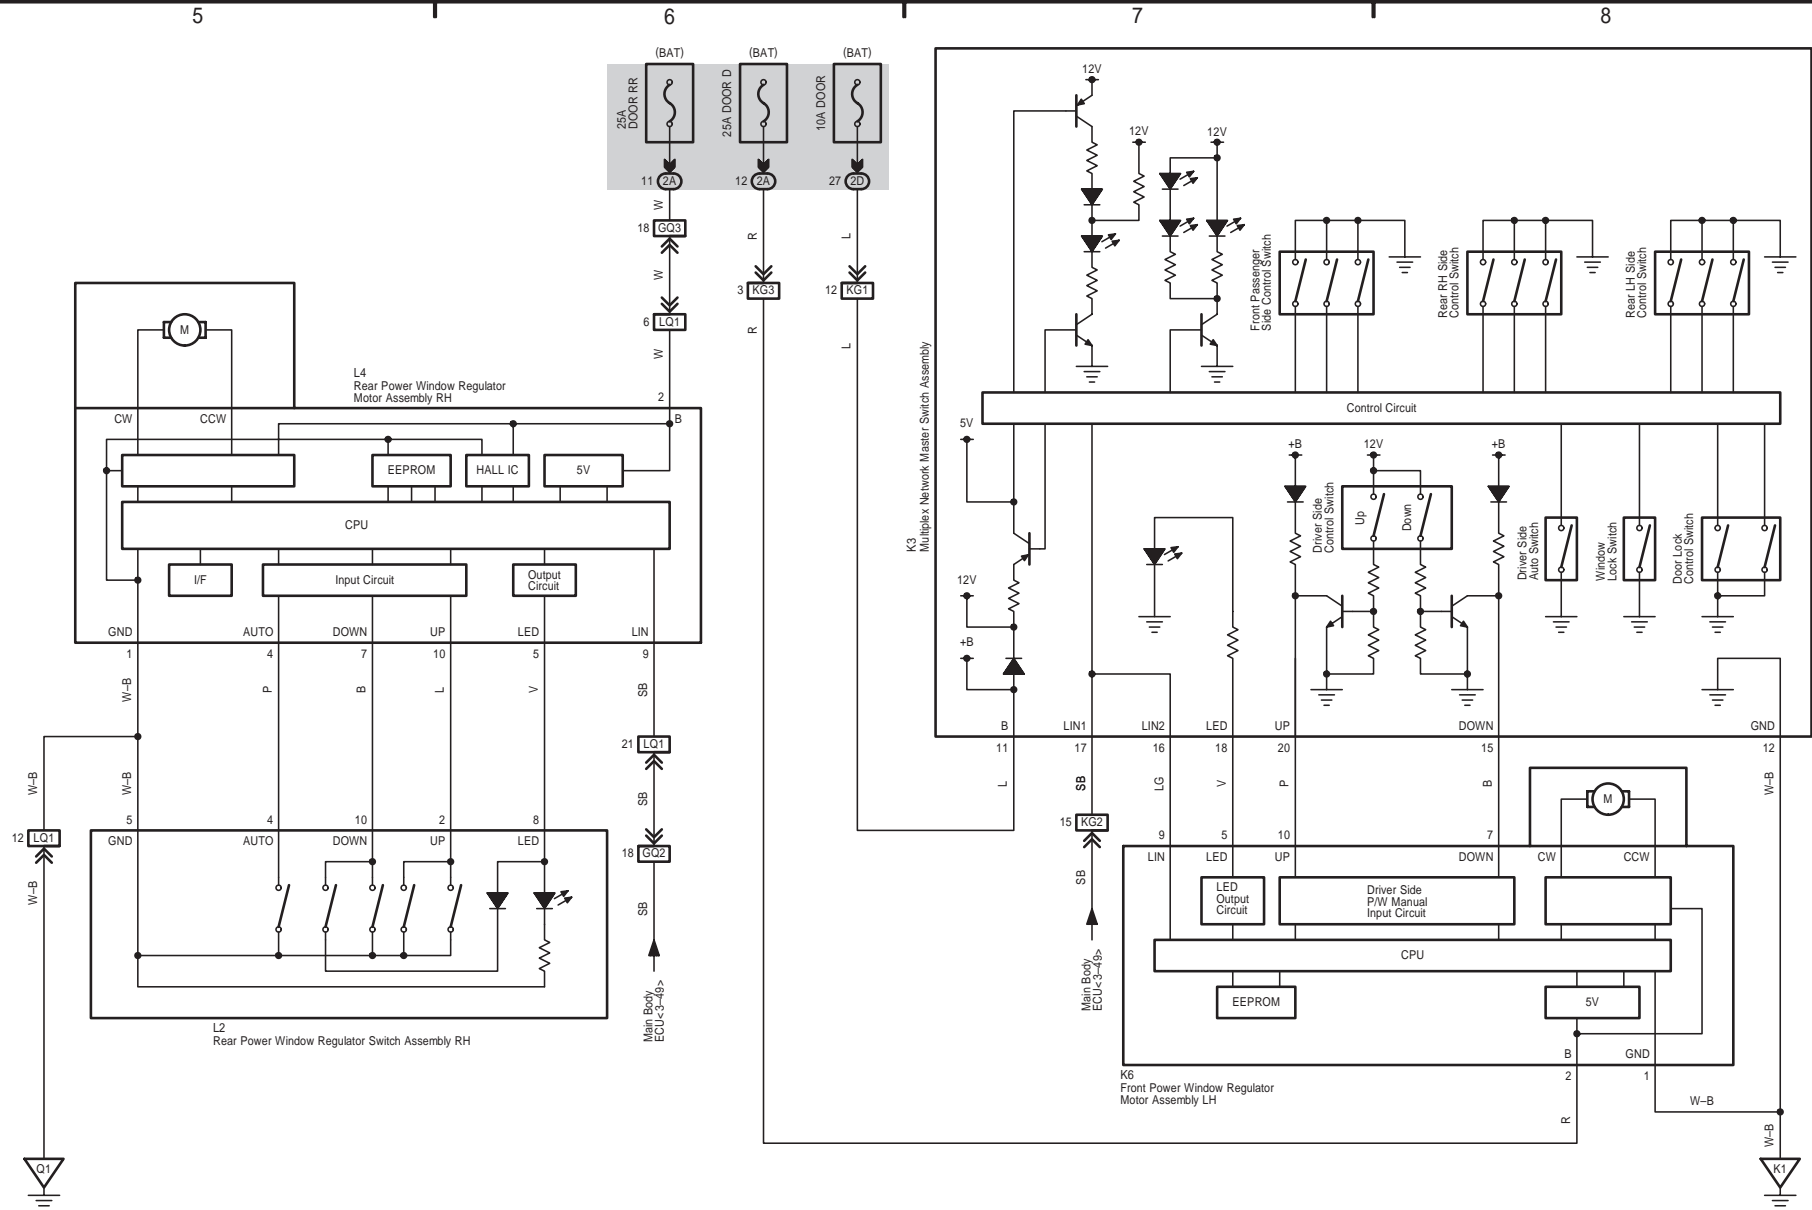 5
6
7
8
(BAT)
(BAT)
(BAT)
25A
DOOR RR
25A DOOR D
10A DOOR
11
2A
12
2A
27
2D
W
18
GQ3
W
6
LQ1
W
2
R
3
KG3
R
L
12
KG1
L
M
L4
Rear Power Window Regulator
Motor Assembly RH
CW
CCW
B
EEPROM
HALL IC
5V
CPU
I/F
Input Circuit
Output
Circuit
GND
AUTO
DOWN
UP
LED
LIN
1
4
7
10
5
9
W–B
P
B
L
V
SB
21
LQ1
W–B
W–B
SB
12
LQ1
W–B
18
GQ2
SB
Main Body
ECU<3–49>
5
4
10
2
8
GND
AUTO
DOWN
UP
LED
L2
Rear Power Window Regulator Switch Assembly RH
Q1
K3
Multiplex Network Master Switch Assembly
12V
12V
12V
Front Passenger
Side Control Switch
Rear RH Side
Control Switch
Rear LH Side
Control Switch
Control Circuit
5V
12V
+B
+B
12V
+B
Driver Side
Control Switch
Up
Down
Driver Side
Auto Switch
Window
Lock Switch
Door Lock
Control Switch
B
LIN1
LIN2
LED
UP
DOWN
GND
11
17
16
18
20
15
12
L
SB
LG
V
P
B
W–B
15
KG2
SB
Main Body
ECU<3–49>
9
5
10
7
M
LIN
LED
UP
DOWN
CW
CCW
LED
Output
Circuit
Driver Side
P/W Manual
Input Circuit
CPU
EEPROM
5V
B
GND
K6
Front Power Window Regulator
Motor Assembly LH
2
1
R
W–B
W–B
K1